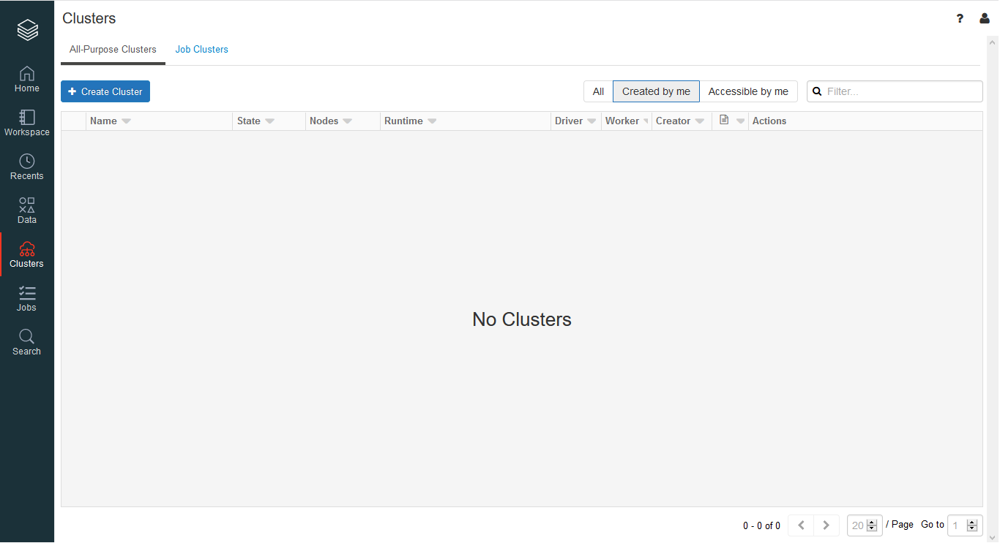 Clusters
?
All-Purpose Clusters Job Clusters
+ Create Cluster
All Created by me Accessible by me Filter...
Name State Nodes Runtime Driver Worker Creator Actions
No Clusters
0 - 0 of 0 20 / Page Go to 1
Home
Workspace
Recents
Data
Clusters
Jobs
Search